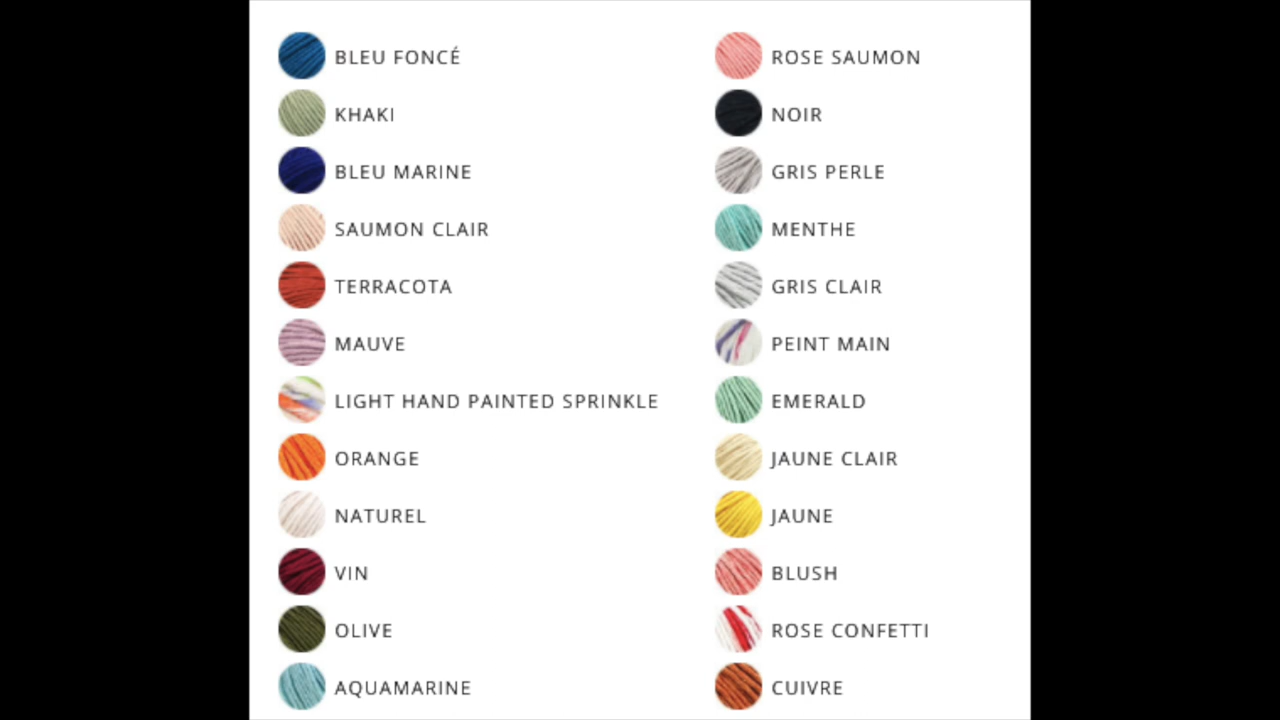 BLEU FONCÉ
KHAKI
BLEU MARINE
SAUMON CLAIR
TERRACOTA
MAUVE
LIGHT HAND PAINTED SPRINKLE
ORANGE
NATUREL
VIN
OLIVE
AQUAMARINE
ROSE SAUMON
NOIR
GRIS PERLE
MENTHE
GRIS CLAIR
PEINT MAIN
EMERALD
JAUNE CLAIR
JAUNE
BLUSH
ROSE CONFETTI
CUIVRE